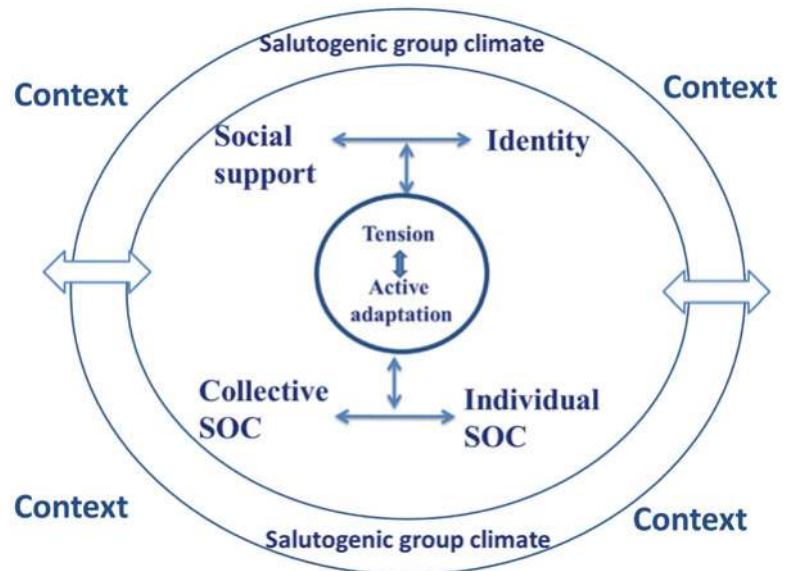 Salutogenic group climate
Context
Context
Social
support
Identity
Tension
Active
adaptation
Collective
SOC
Individual
SOC
Context
Context
Salutogenic group climate